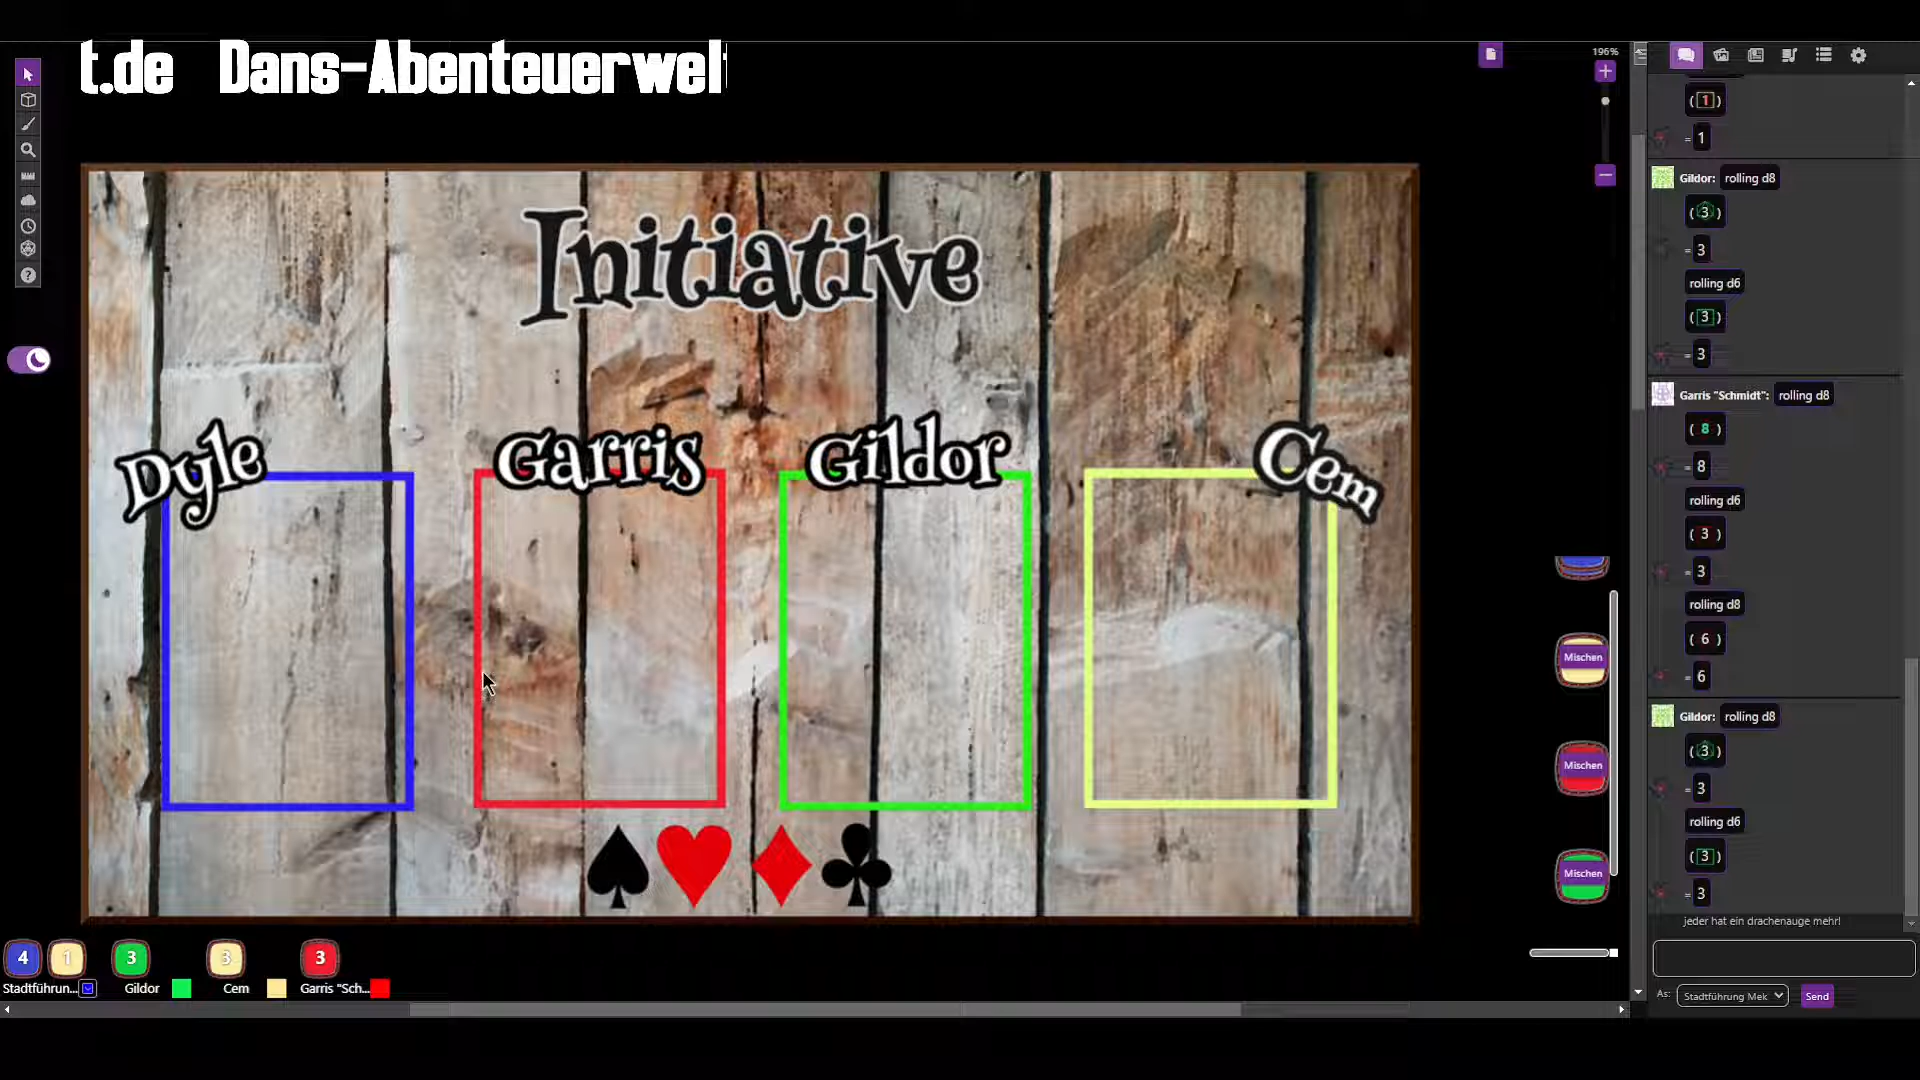 t.de Dans-Abenteuerwelt
196%
Initiative
Dyle
Garris
Gildor
Cem
Mischen
Mischen
Mischen
4
1
3
3
3
Stadtführun...
Gildor
Cem
Garris "Sch...
(1)
= 1
Gildor: rolling d8
(3)
= 3
rolling d6
(3)
= 3
Garris "Schmidt": rolling d8
(8)
= 8
rolling d6
(3)
= 3
rolling d8
(6)
= 6
Gildor: rolling d8
(3)
= 3
rolling d6
(3)
= 3
jeder hat ein drachenauge mehr!
As: Stadtführung Mek Send